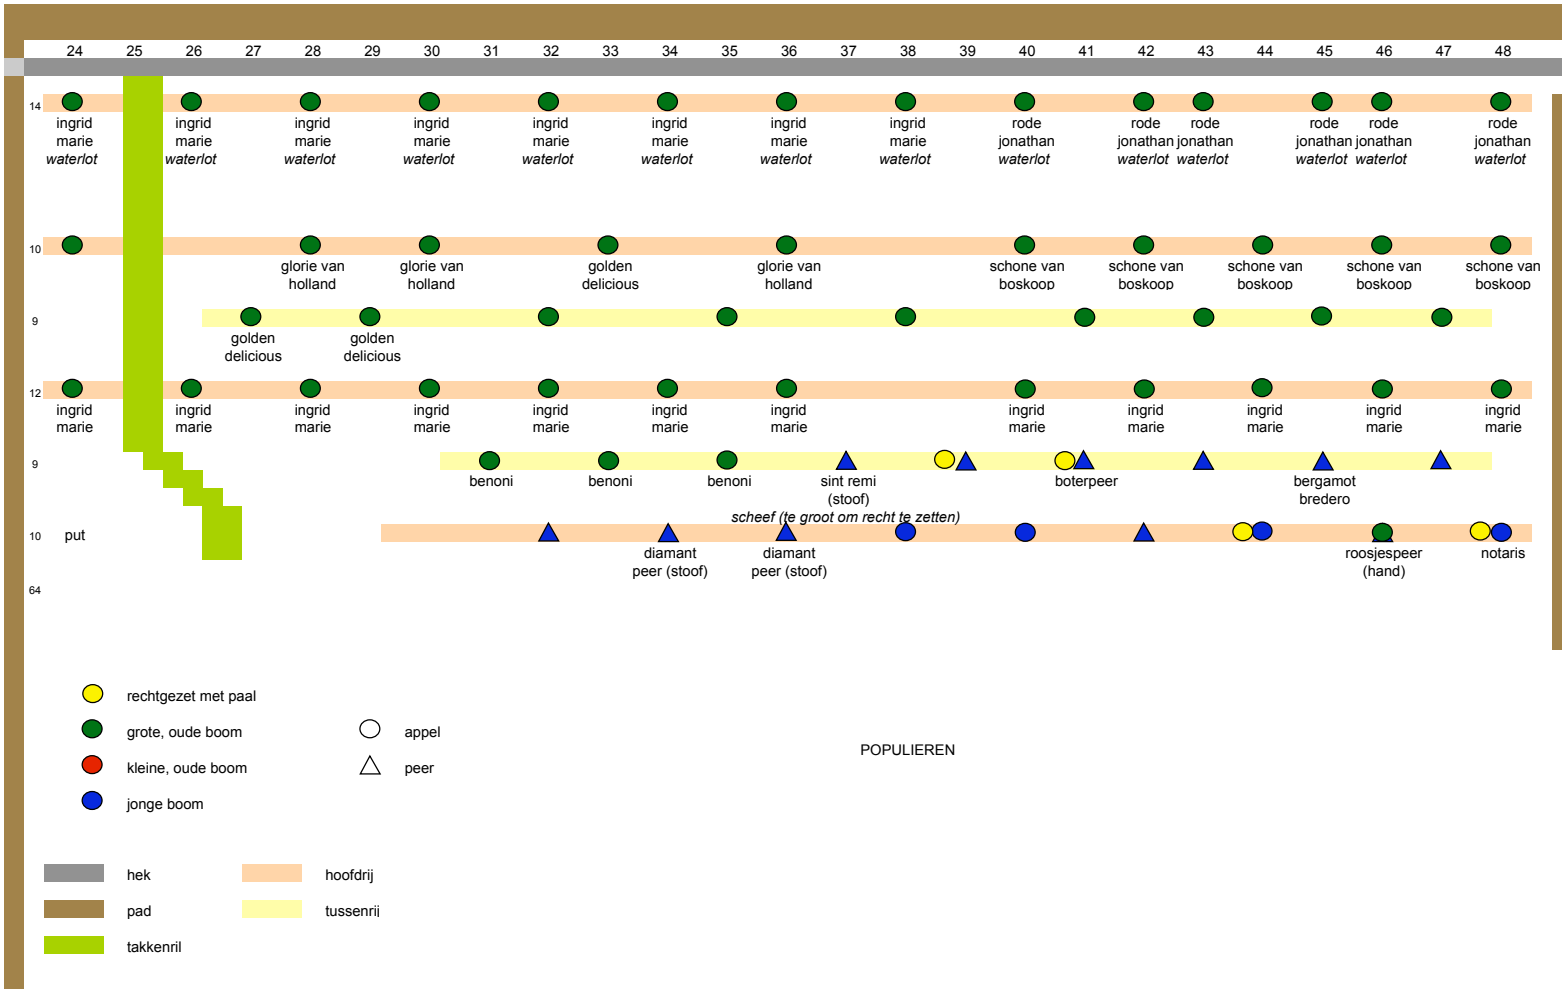 24 25 26 27 28 29 30 31 32 33 34 35 36 37 38 39 40 41 42 43 44 45 46 47 48
14
ingrid ingrid ingrid ingrid ingrid ingrid ingrid ingrid rode rode rode rode rode rode
marie marie marie marie marie marie marie marie jonathan jonathan jonathan jonathan jonathan jonathan
waterlot waterlot waterlot waterlot waterlot waterlot waterlot waterlot waterlot waterlot waterlot waterlot waterlot waterlot
10
glorie van glorie van golden glorie van schone van schone van schone van schone van schone van
holland holland delicious holland boskoop boskoop boskoop boskoop boskoop
9
golden golden
delicious delicious
12
ingrid ingrid ingrid ingrid ingrid ingrid ingrid ingrid ingrid ingrid ingrid ingrid
marie marie marie marie marie marie marie marie marie marie marie marie
9
benoni benoni benoni sint remi boterpeer bergamot
(stoof) bredero
scheef (te groot om recht te zetten)
10 put
diamant diamant roosjespeer notaris
peer (stoof) peer (stoof) (hand)
64
rechtgezet met paal
grote, oude boom appel
POPULIEREN
kleine, oude boom peer
jonge boom
hek hoofdrij
pad tussenrij
takkenril